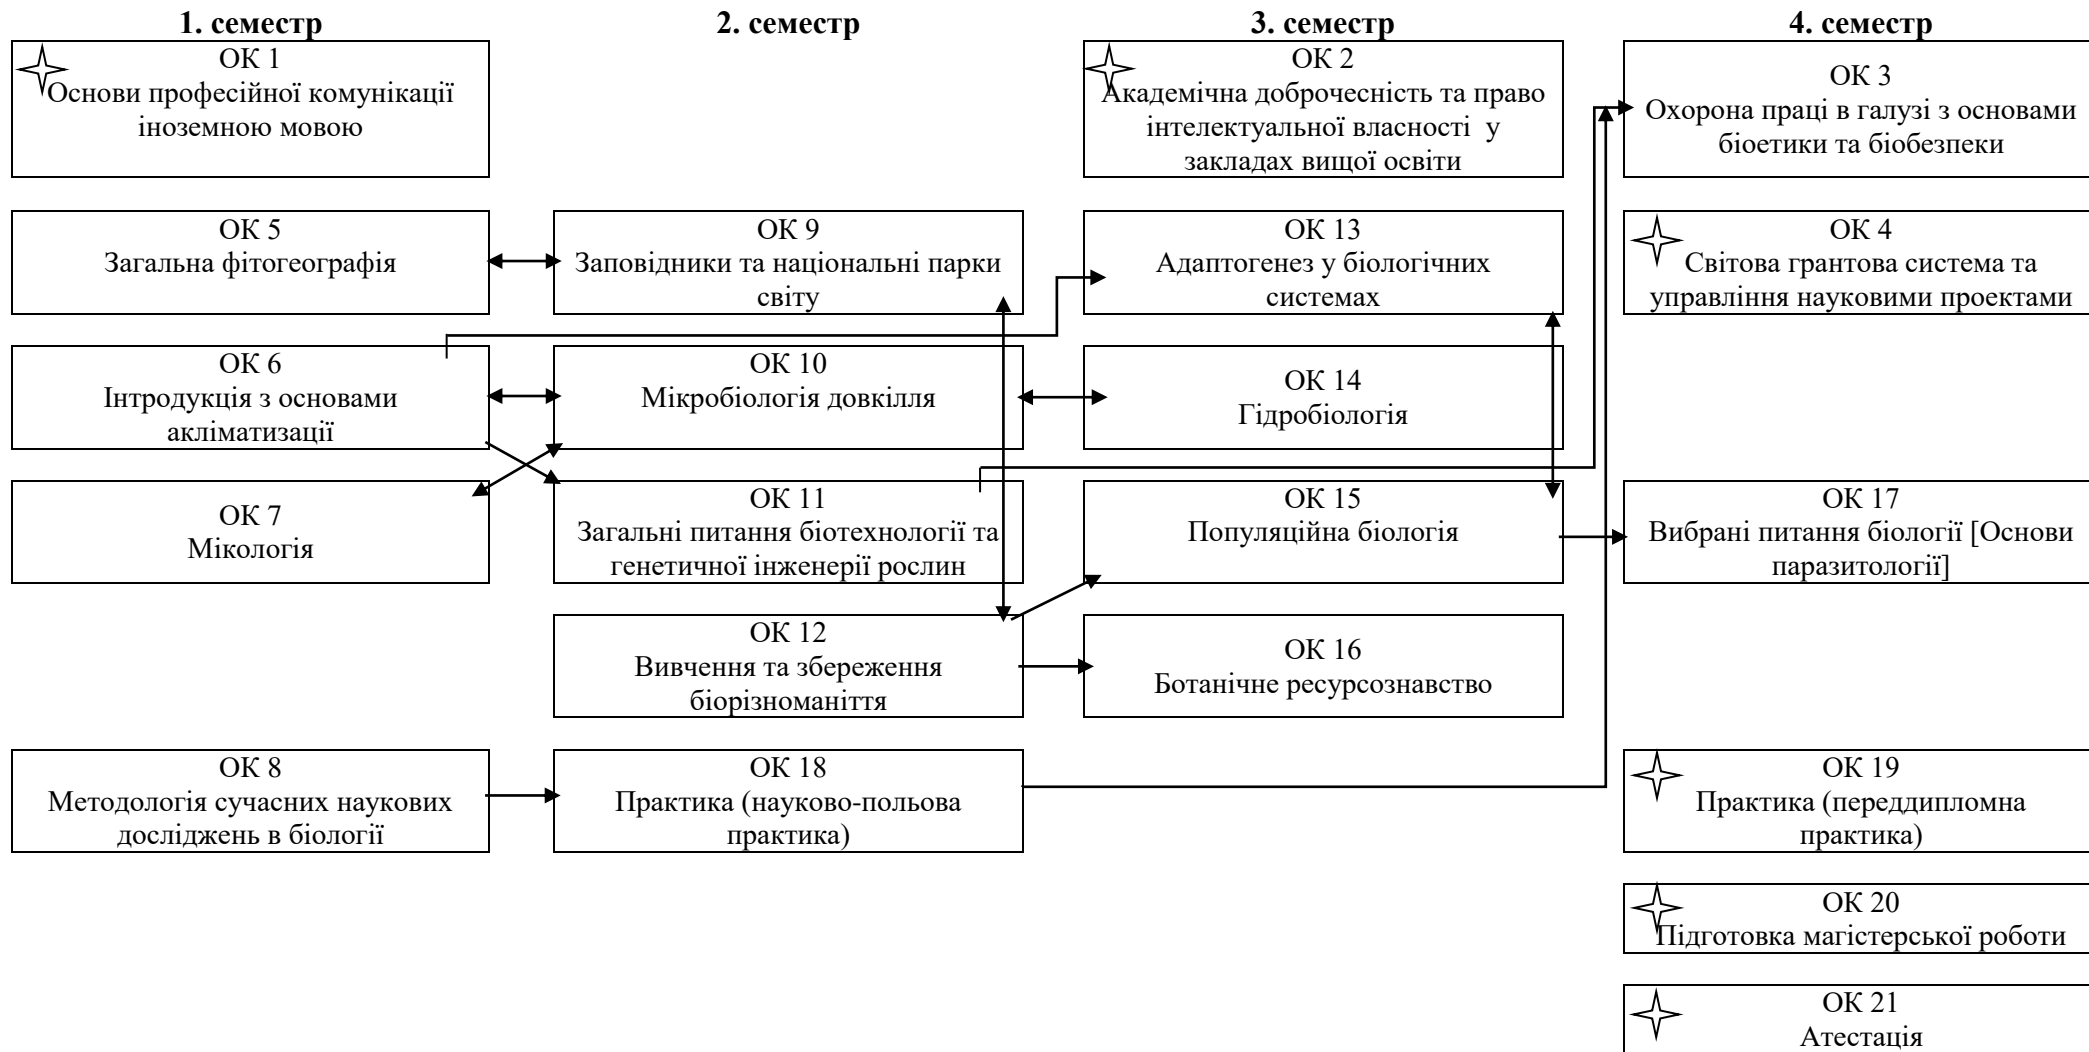 1. семестр
2. семестр
3. семестр
4. семестр
ОК 1
Основи професійної комунікації
іноземною мовою
ОК 2
Академічна доброчесність та право
інтелектуальної власності у
закладах вищої освіти
ОК 3
Охорона праці в галузі з основами
біоетики та біобезпеки
ОК 5
Загальна фітогеографія
ОК 9
Заповідники та національні парки
світу
ОК 13
Адаптогенез у біологічних
системах
ОК 4
Світова грантова система та
управління науковими проектами
ОК 6
Інтродукція з основами
акліматизації
ОК 10
Мікробіологія довкілля
ОК 14
Гідробіологія
ОК 7
Мікологія
ОК 11
Загальні питання біотехнології та
генетичної інженерії рослин
ОК 15
Популяційна біологія
ОК 17
Вибрані питання біології [Основи
паразитології]
ОК 12
Вивчення та збереження
біорізноманіття
ОК 16
Ботанічне ресурсознавство
ОК 8
Методологія сучасних наукових
досліджень в біології
ОК 18
Практика (науково-польова
практика)
ОК 19
Практика (переддипломна
практика)
ОК 20
Підготовка магістерської роботи
ОК 21
Атестація